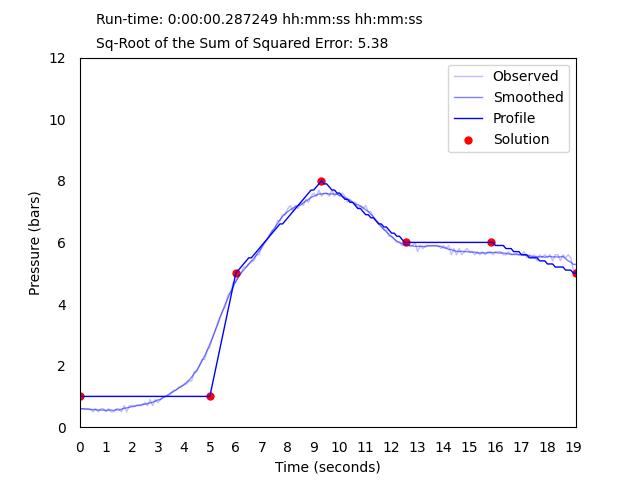 Run-time: 0:00:00.287249 hh:mm:ss hh:mm:ss
Sq-Root of the Sum of Squared Error: 5.38
Observed
Smoothed
Profile
Solution
12
10
8
6
4
2
0
Pressure (bars)
0 1 2 3 4 5 6 7 8 9 10 11 12 13 14 15 16 17 18 19
Time (seconds)